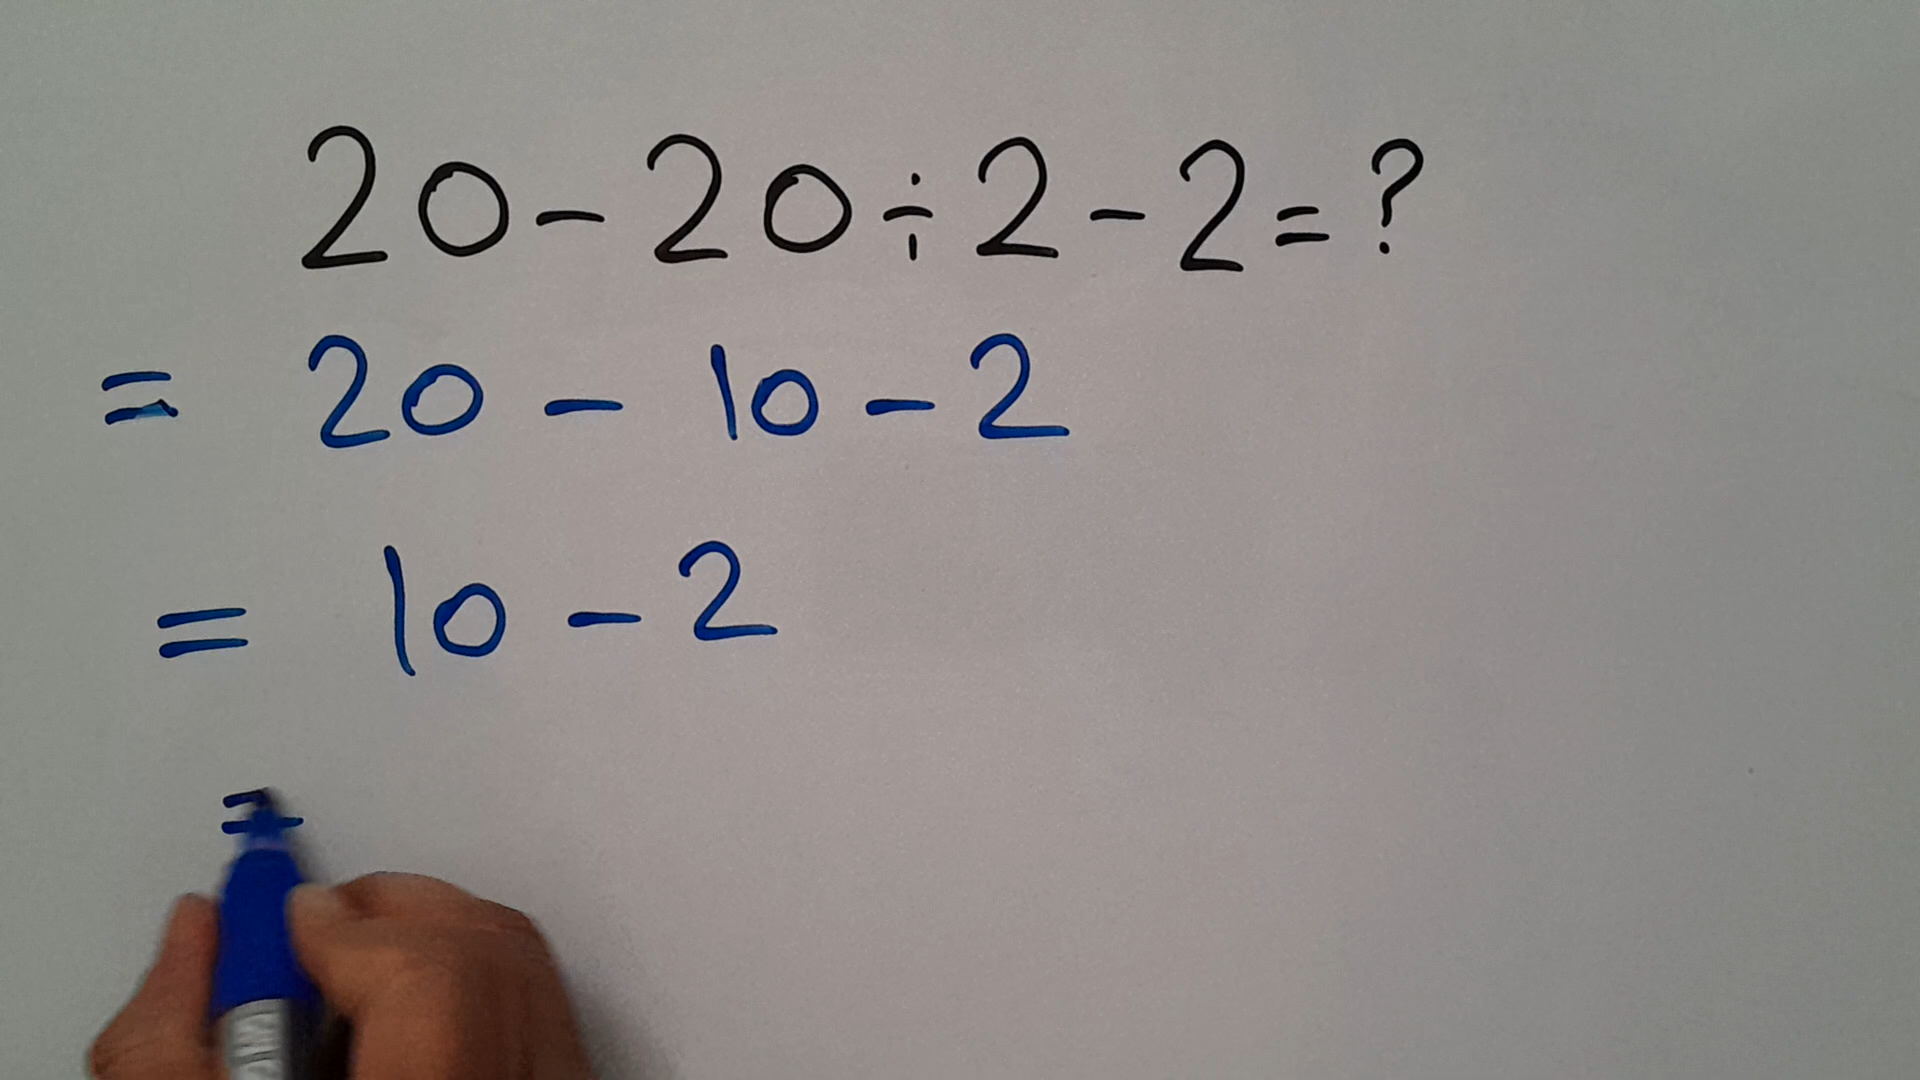 20-20÷2-2=?
= 20 - 10 - 2
= 10 - 2
=